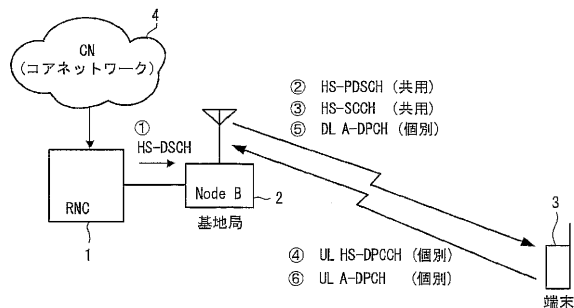 4
CN
(コアネットワーク)
① HS-DSCH
RNC
1
Node B
2
基地局
② HS-PDSCH (共用)
③ HS-SCCH (共用)
⑤ DL A-DPCH (個別)
④ UL HS-DPCCH (個別)
⑥ UL A-DPCH (個別)
3
端末